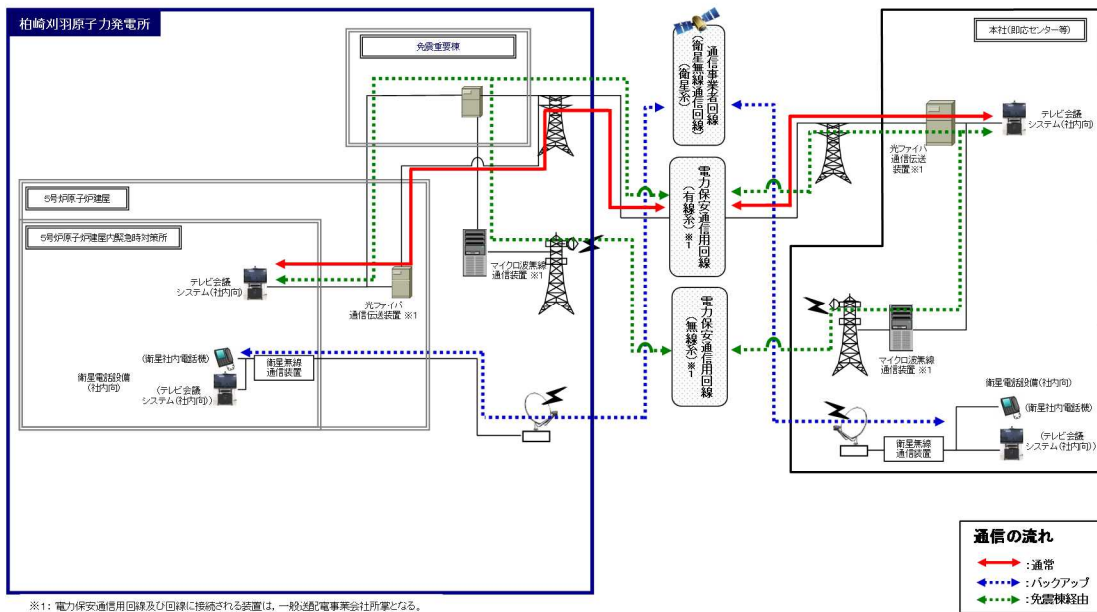 柏崎刈羽原子力発電所
免震重要棟
通信事業者回線
(衛星無線通信回線)
(衛星系)
本社(即応センター等)
テレビ会議
システム(社内向)
光ファイバ
通信伝送
装置※1
5号炉原子炉建屋
5号炉原子炉建屋内緊急時対策所
電力保安通信用回線
(有線系)※1
テレビ会議
システム(社内向)
光ファイバ
通信伝送装置 ※1
マイクロ波無線
通信装置 ※1
電力保安通信用回線
(無線系)※1
マイクロ波無線
通信装置 ※1
衛星電話設備
(社内向)
(衛星社内電話機)
(テレビ会議
システム(社内向))
衛星無線
通信装置
衛星電話設備(社内向)
(衛星社内電話機)
(テレビ会議
システム(社内向))
衛星無線
通信装置
通信の流れ
:通常
:バックアップ
:免震棟経由
※1: 電力保安通信用回線及び回線に接続される装置は, 一般送配電事業会社所掌となる。